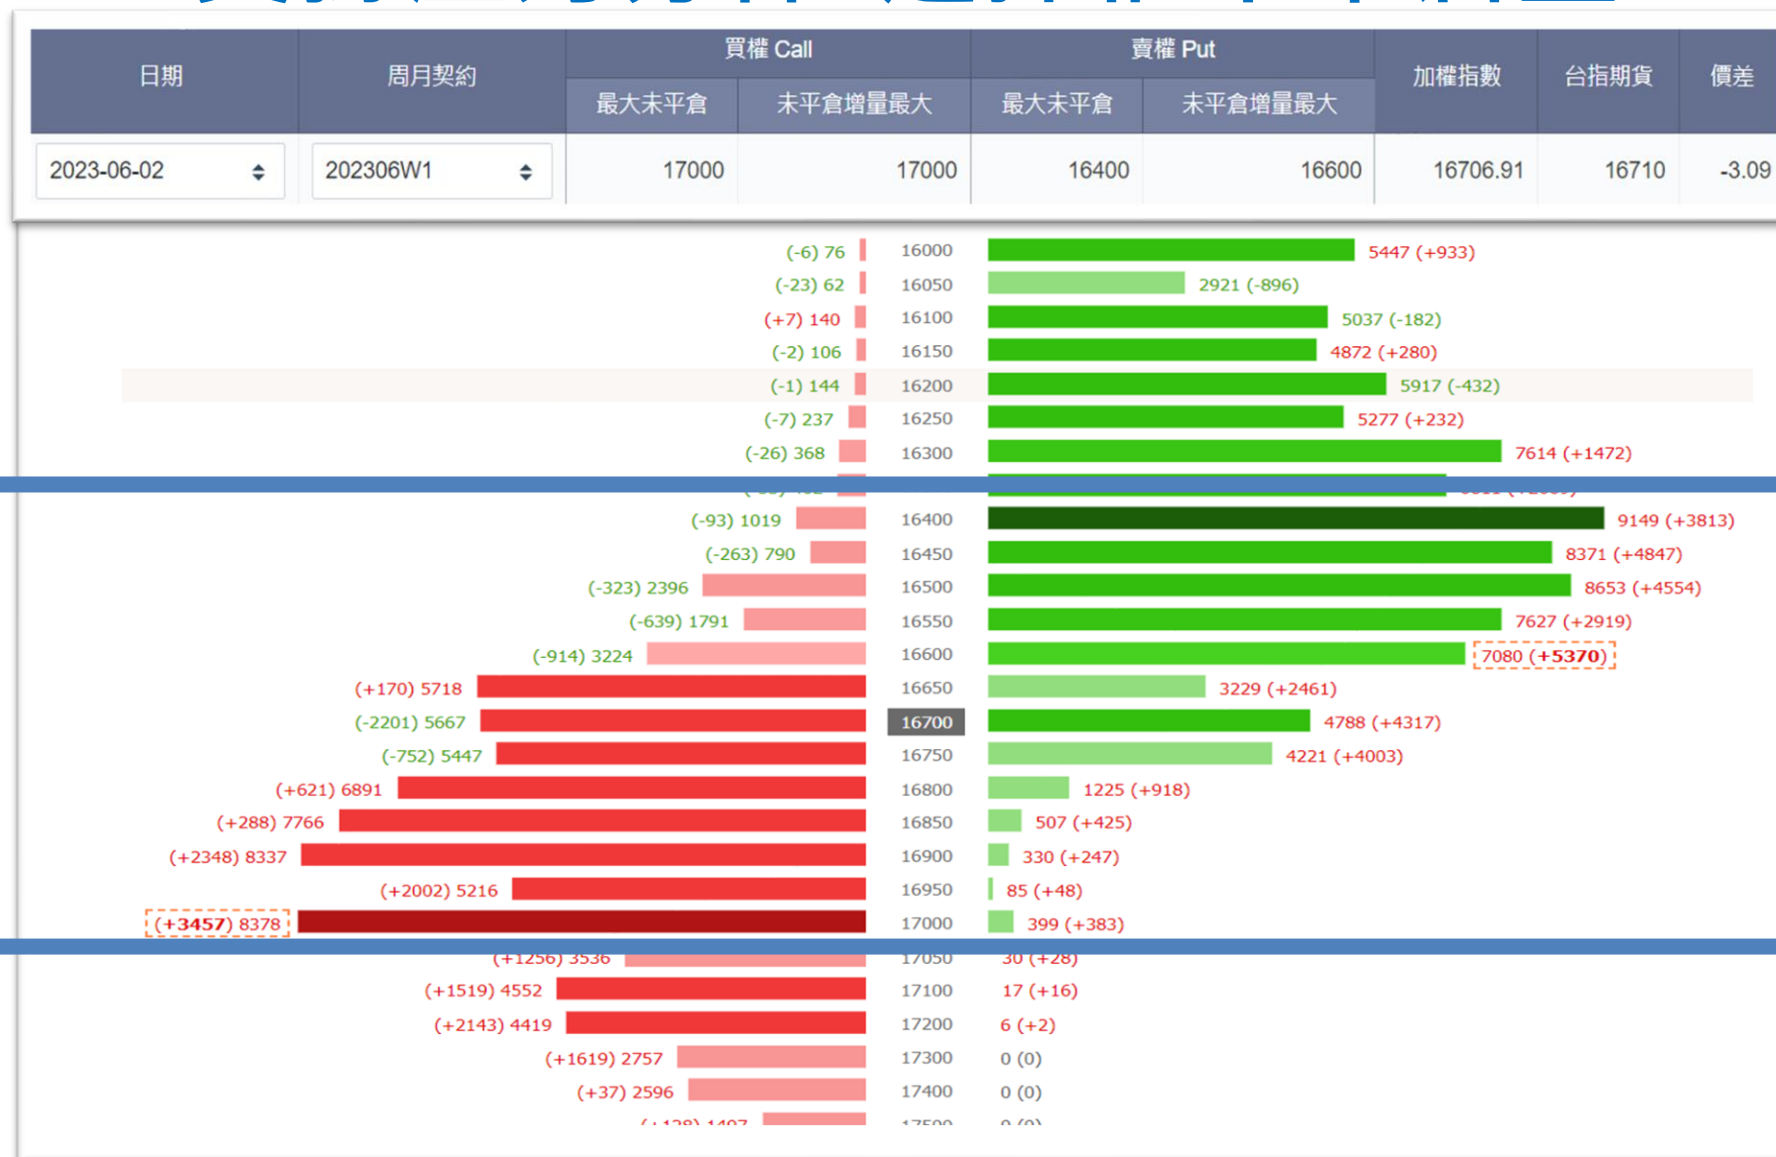 買權 Call 賣權 Put
日期 周月契約 加權指數 台指期貨 價差
最大未平倉 未平倉增量最大 最大未平倉 未平倉增量最大
2023-06-02 202306W1 17000 17000 16400 16600 16706.91 16710 -3.09
(-6) 76 16000 5447 (+933)
(-23) 62 16050 2921 (-896)
(+7) 140 16100 5037 (-182)
(-2) 106 16150 4872 (+280)
(-1) 144 16200 5917 (-432)
(-7) 237 16250 5277 (+232)
(-26) 368 16300 7614 (+1472)
(-93) 1019 16400 9149 (+3813)
(-263) 790 16450 8371 (+4847)
(-323) 2396 16500 8653 (+4554)
(-639) 1791 16550 7627 (+2919)
(-914) 3224 16600 7080 (+5370)
(+170) 5718 16650 3229 (+2461)
(-2201) 5667 16700 4788 (+4317)
(-752) 5447 16750 4221 (+4003)
(+621) 6891 16800 1225 (+918)
(+288) 7766 16850 507 (+425)
(+2348) 8337 16900 330 (+247)
(+2002) 5216 16950 85 (+48)
(+3457) 8378 17000 399 (+383)
(+1256) 3536 17050 30 (+28)
(+1519) 4552 17100 17 (+16)
(+2143) 4419 17200 6 (+2)
(+1619) 2757 17300 0 (0)
(+37) 2596 17400 0 (0)